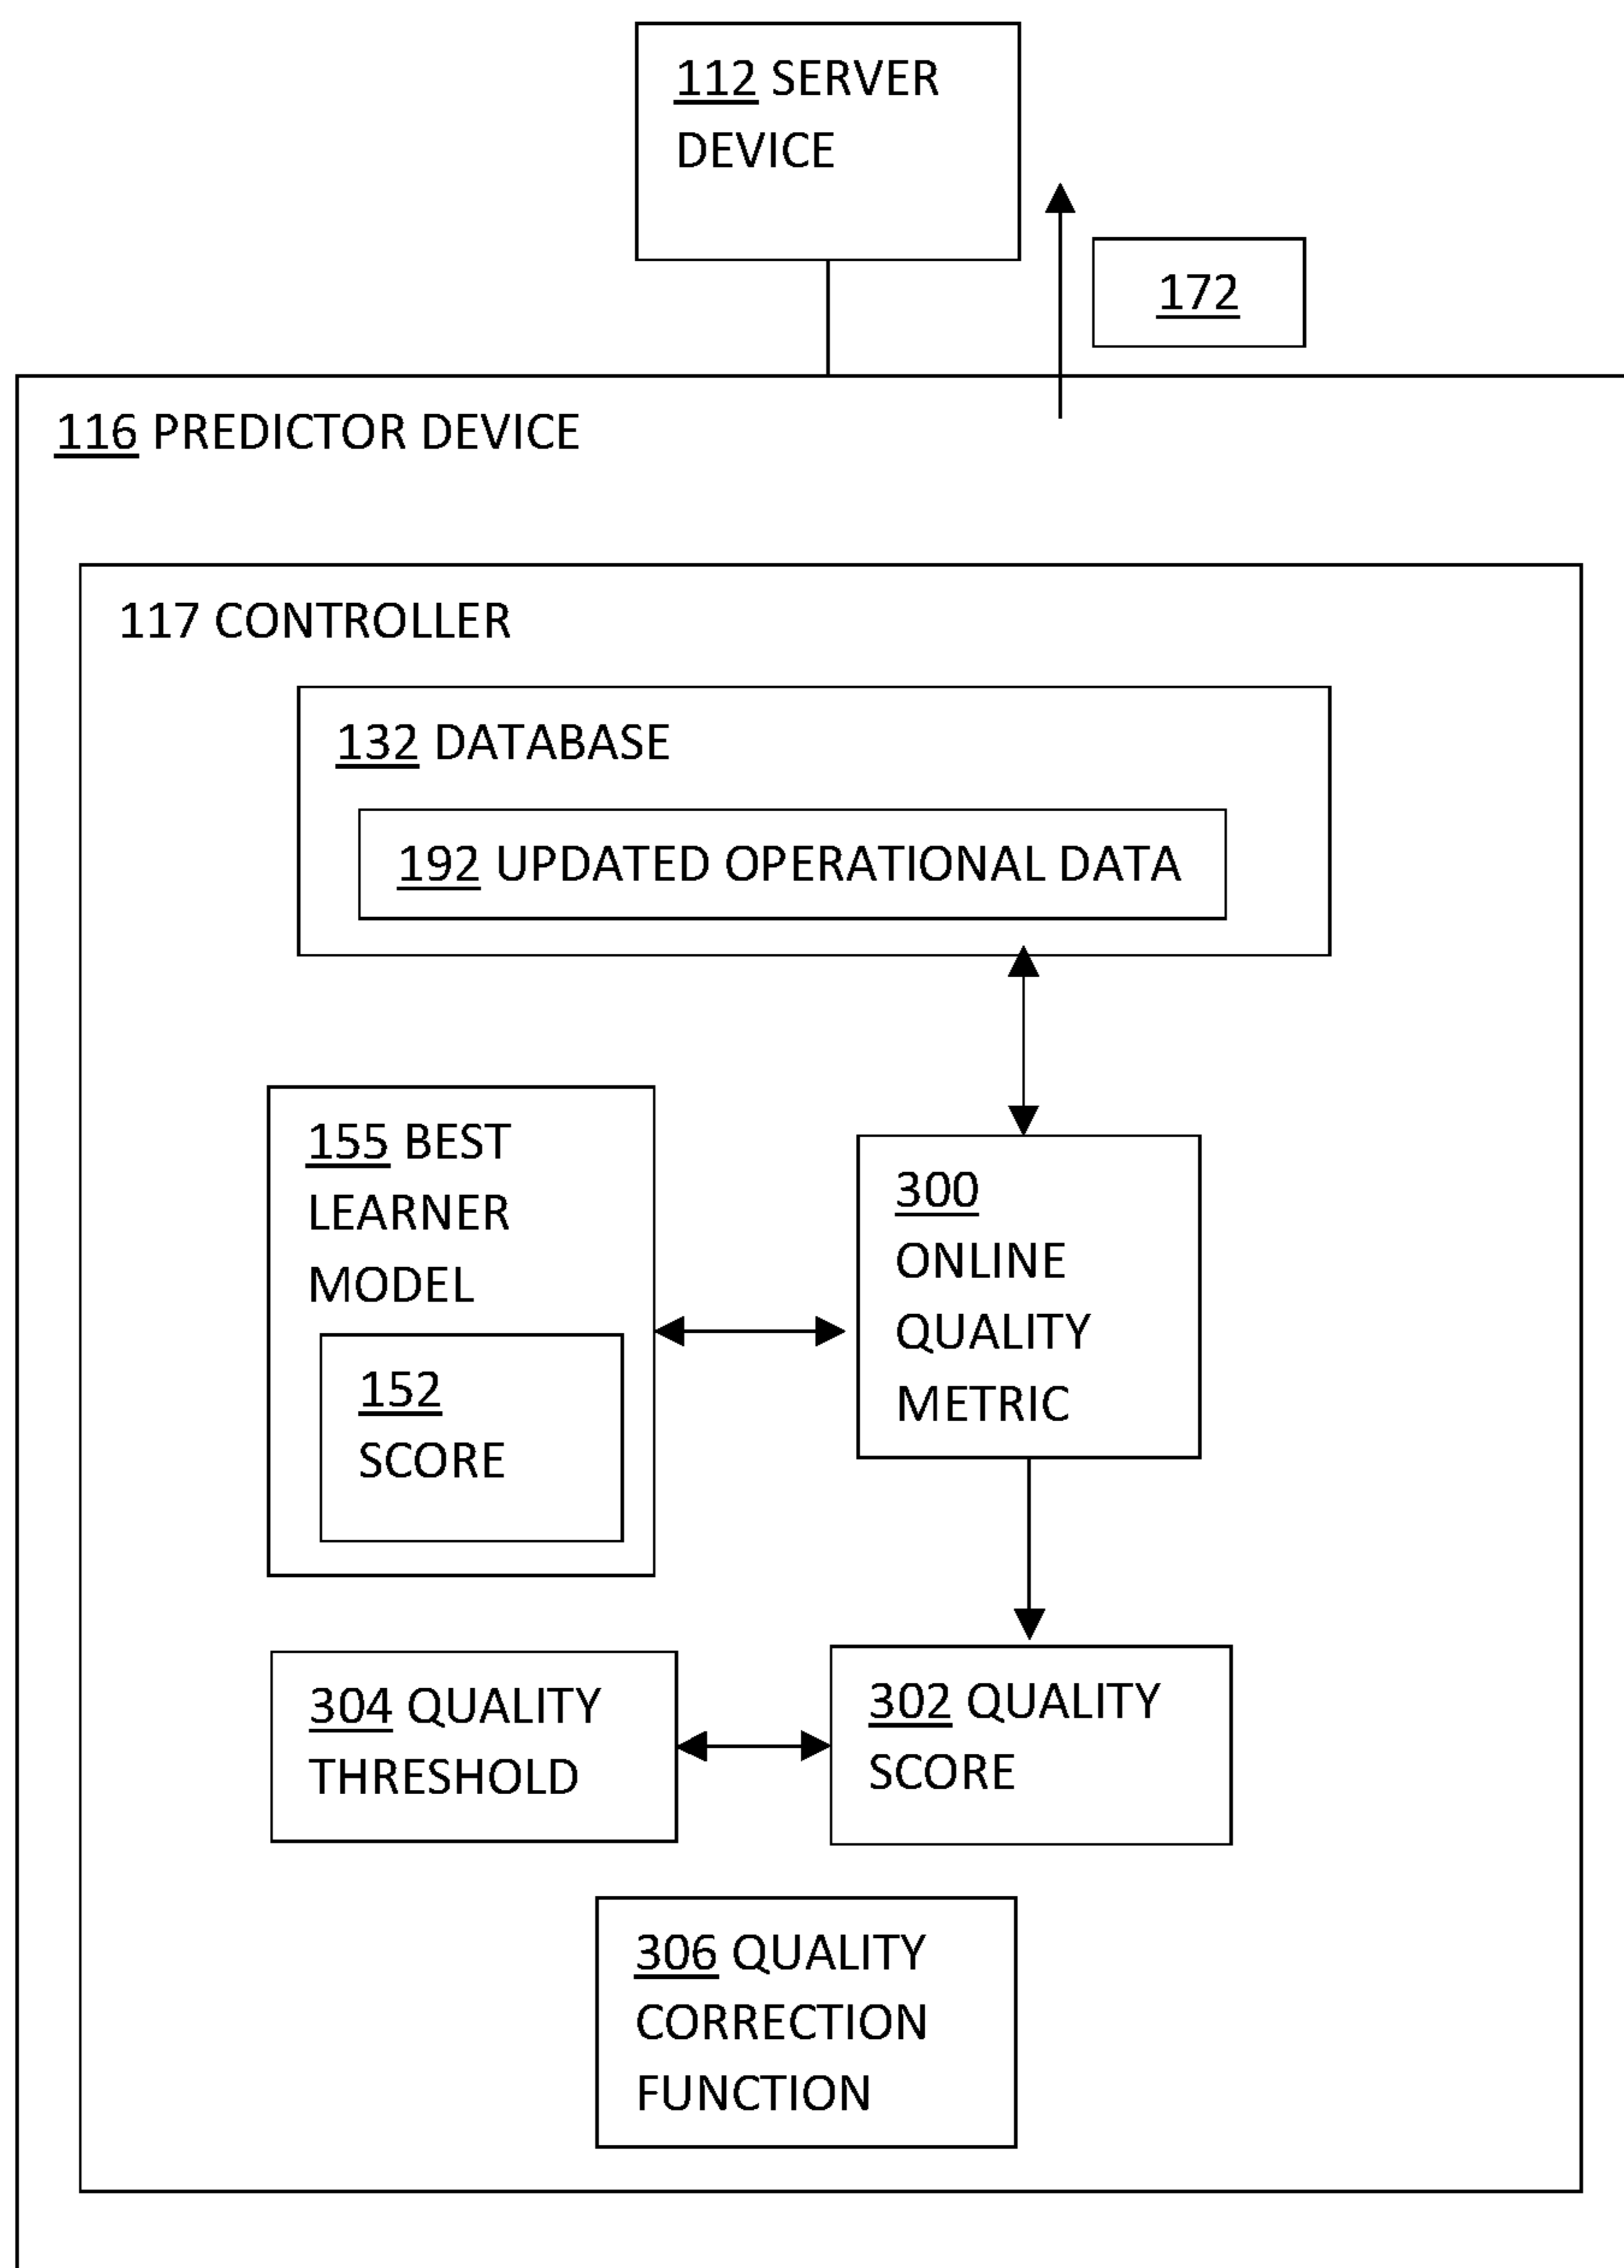 112 SERVER
DEVICE
172
116 PREDICTOR DEVICE
117 CONTROLLER
132 DATABASE
192 UPDATED OPERATIONAL DATA
155 BEST
LEARNER
MODEL
152
SCORE
300
ONLINE
QUALITY
METRIC
304 QUALITY
THRESHOLD
302 QUALITY
SCORE
306 QUALITY
CORRECTION
FUNCTION